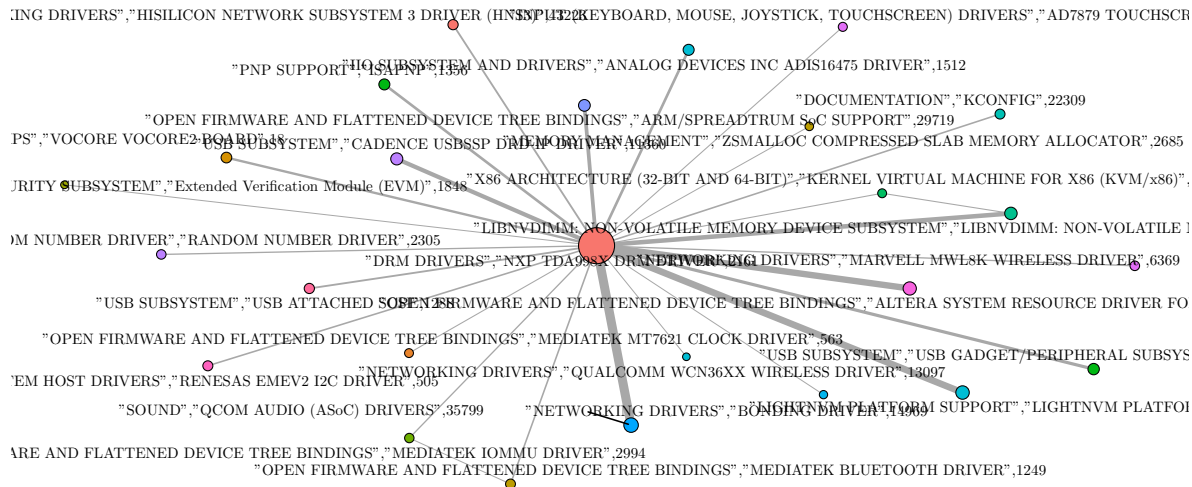 KING DRIVERS","HISILICON NETWORK SUBSYSTEM 3 DRIVER (HNS3)",43228
"INPUT (KEYBOARD, MOUSE, JOYSTICK, TOUCHSCREEN) DRIVERS","AD7879 TOUCHSCR
"PNP SUPPORT","ISAPNP",1356
"IIO SUBSYSTEM AND DRIVERS","ANALOG DEVICES INC ADIS16475 DRIVER",1512
"DOCUMENTATION","KCONFIG",22309
"OPEN FIRMWARE AND FLATTENED DEVICE TREE BINDINGS","ARM/SPREADTRUM SoC SUPPORT",29719
PS","VOCORE VOCORE2 BOARD",18
"USB SUBSYSTEM","CADENCE USBSSP DRD IP DRIVER",14360
"MEMORY MANAGEMENT","ZSMALLOC COMPRESSED SLAB MEMORY ALLOCATOR",2685
URITY SUBSYSTEM","Extended Verification Module (EVM)",1848
"X86 ARCHITECTURE (32-BIT AND 64-BIT)","KERNEL VIRTUAL MACHINE FOR X86 (KVM/x86)",
"LIBNVDIMM: NON-VOLATILE MEMORY DEVICE SUBSYSTEM","LIBNVDIMM: NON-VOLATILE
OM NUMBER DRIVER","RANDOM NUMBER DRIVER",2305
"DRM DRIVERS","NXP TDA998X DRM DRIVER",
"NETWORKING DRIVERS","MARVELL MWL8K WIRELESS DRIVER",6369
"USB SUBSYSTEM","USB ATTACHED SCSI",1288
"OPEN FIRMWARE AND FLATTENED DEVICE TREE BINDINGS","ALTERA SYSTEM RESOURCE DRIVER FO
"OPEN FIRMWARE AND FLATTENED DEVICE TREE BINDINGS","MEDIATEK MT7621 CLOCK DRIVER",563
"USB SUBSYSTEM","USB GADGET/PERIPHERAL SUBSYS
"NETWORKING DRIVERS","QUALCOMM WCN36XX WIRELESS DRIVER",13097
EM HOST DRIVERS","RENESAS EMEV2 I2C DRIVER",505
"SOUND","QCOM AUDIO (ASoC) DRIVERS",35799
"NETWORKING DRIVERS","BONDING DRIVER",14969
"LIGHTNVM PLATFORM SUPPORT","LIGHTNVM PLATFO
ARE AND FLATTENED DEVICE TREE BINDINGS","MEDIATEK IOMMU DRIVER",2994
"OPEN FIRMWARE AND FLATTENED DEVICE TREE BINDINGS","MEDIATEK BLUETOOTH DRIVER",1249